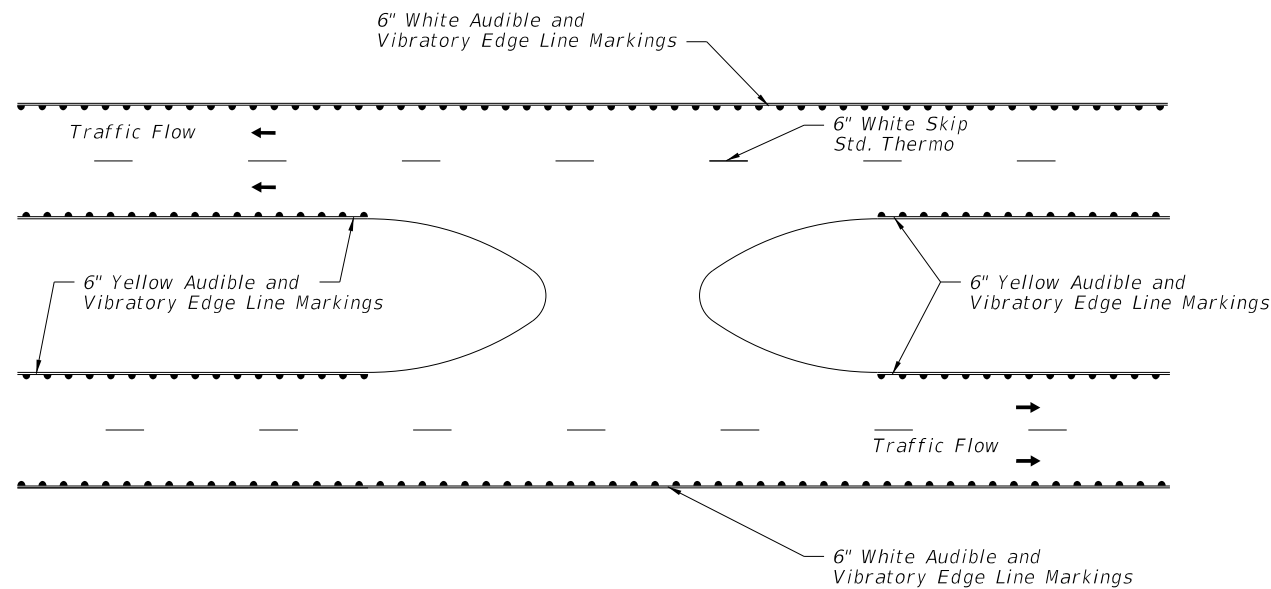 6" White Audible and
Vibratory Edge Line Markings
Traffic Flow
6" White Skip
Std. Thermo
6" Yellow Audible and
Vibratory Edge Line Markings
6" Yellow Audible and
Vibratory Edge Line Markings
Traffic Flow
6" White Audible and
Vibratory Edge Line Markings